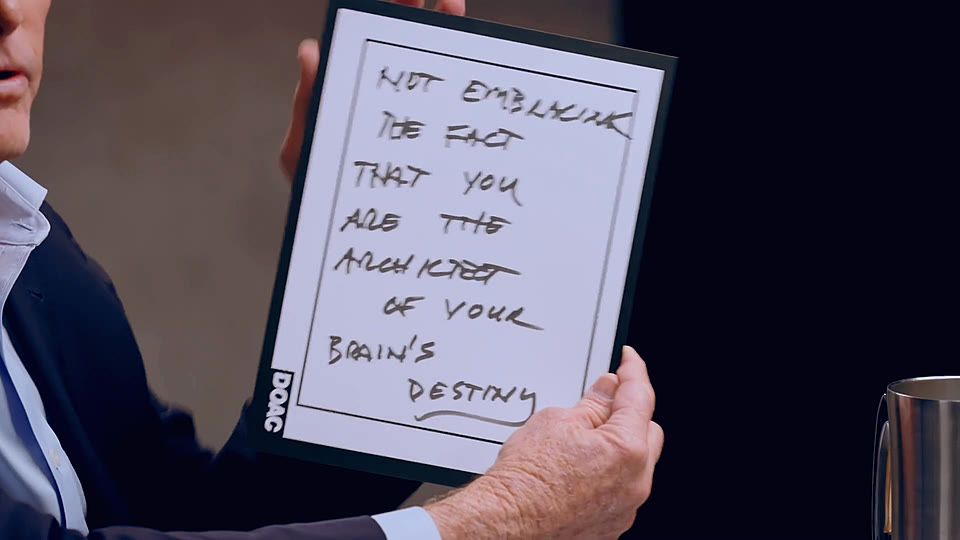 NOT EMBRACING
THE FACT
THAT YOU
ARE THE
ARCHITECT
OF YOUR
BRAIN'S
DESTINY
DOAC